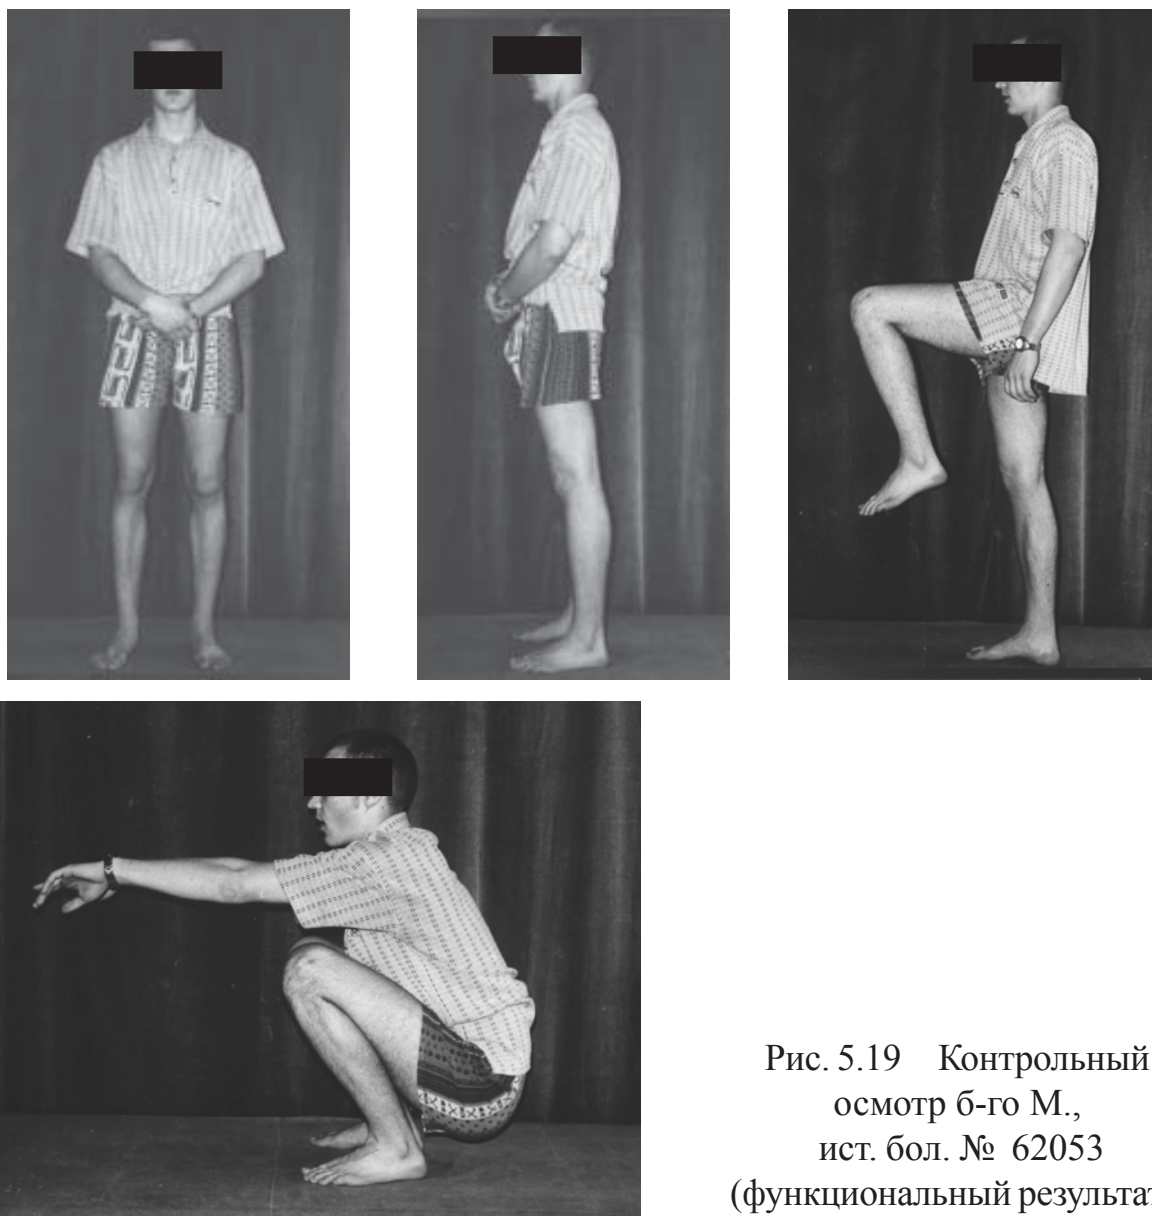 Рис. 5.19 Контрольный
осмотр б-го М.,
ист. бол. № 62053
(функциональный результат